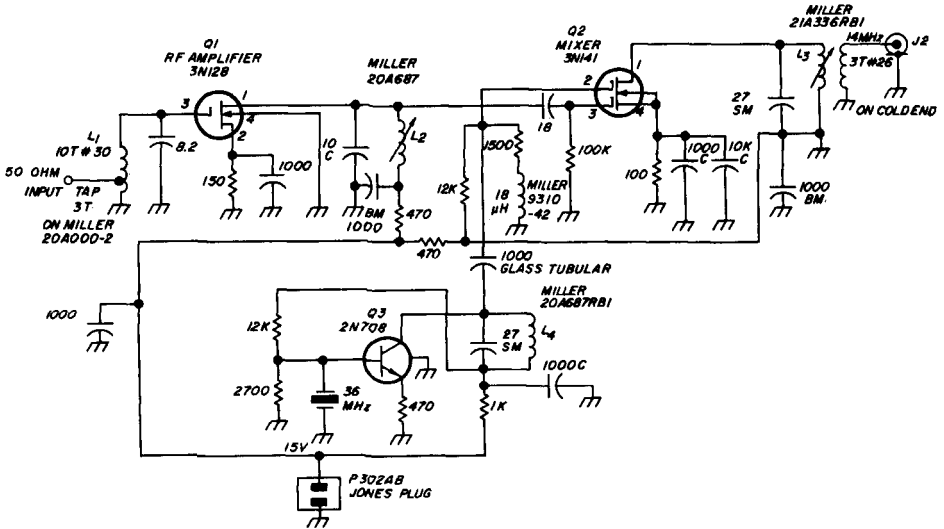 Q1
RF AMPLIFIER
3N128
MILLER
20A687
Q2
MIXER
3N141
MILLER
21A336RB1
14MHz
J2
L3
3T#26
ON COLD END
27
SM
1
2
3
4
3
1
4
2
L1
10T#30
8.2
50 OHM
INPUT
TAP
3T.
ON MILLER
20A000-2
150
1000
10
C
L2
BM
1000
470
470
18
12K
1500
18
μH
MILLER
9310
-42
100K
100
1000
C
10K
C
1000
BM.
1000
GLASS TUBULAR
MILLER
20A687RB1
1000
12K
Q3
2N708
27
SM
L4
1000C
2700
36
MHz
470
1K
15V
P302AB
JONES PLUG